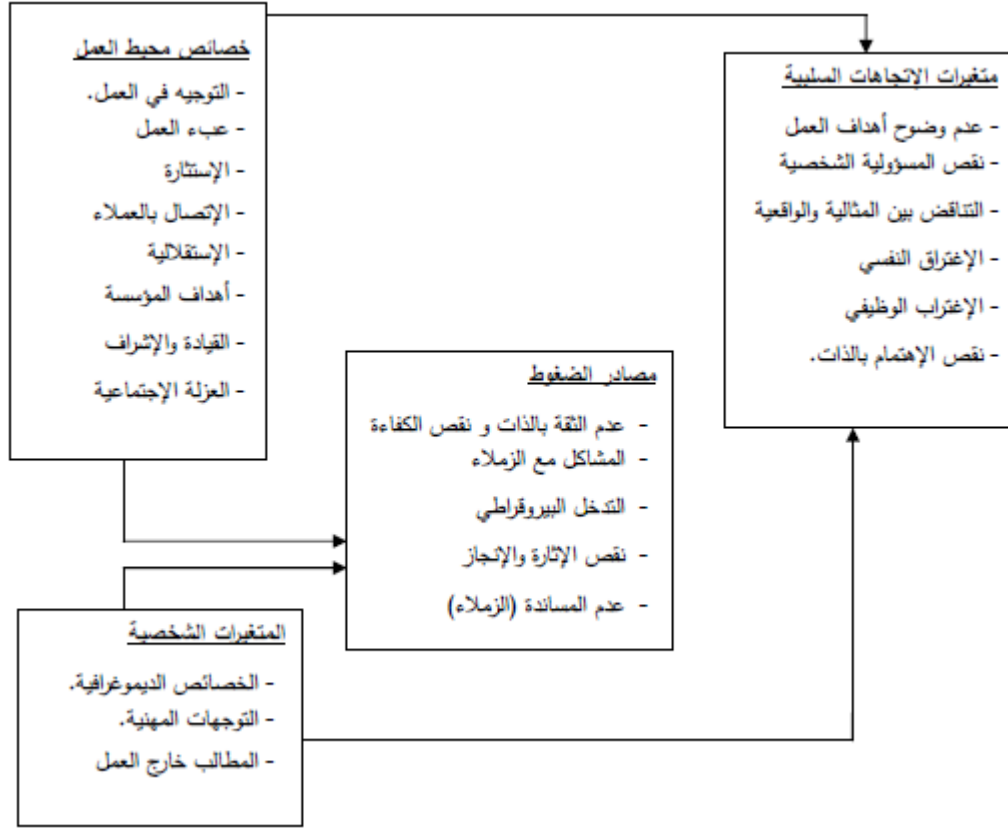 خصائص محيط العمل
- التوجيه في العمل.
- عبء العمل
- الإستثارة
- الإتصال بالعملاء
- الإستقلالية
- أهداف المؤسسة
- القيادة والإشراف
- العزلة الإجتماعية
متغيرات الإتجاهات السلبية
- عدم وضوح أهداف العمل
- نقص المسؤولية الشخصية
- التناقض بين المثالية والواقعية
- الإغتراق النفسي
- الإغتراب الوظيفي
- نقص الإهتمام بالذات.
مصادر الضغوط
- عدم الثقة بالذات و نقص الكفاءة
- المشاكل مع الزملاء
- التدخل البيروقراطي
- نقص الإثارة والإنجاز
- عدم المساندة (الزملاء)
المتغيرات الشخصية
- الخصائص الديموغرافية.
- التوجهات المهنية.
- المطالب خارج العمل